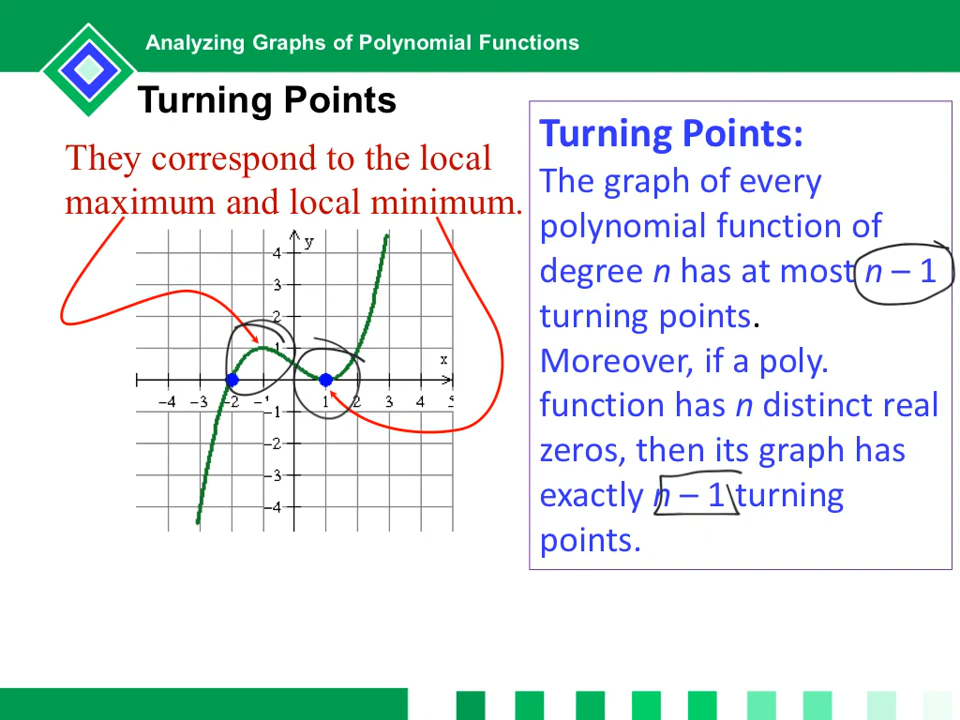 Analyzing Graphs of Polynomial Functions
Turning Points
They correspond to the local
maximum and local minimum.
Turning Points:
The graph of every
polynomial function of
degree n has at most n – 1
turning points.
Moreover, if a poly.
function has n distinct real
zeros, then its graph has
exactly n – 1 turning
points.
y
4
3
2
1
x
-4 -3 -2 -1 1 2 3 4 5
-1
-2
-3
-4